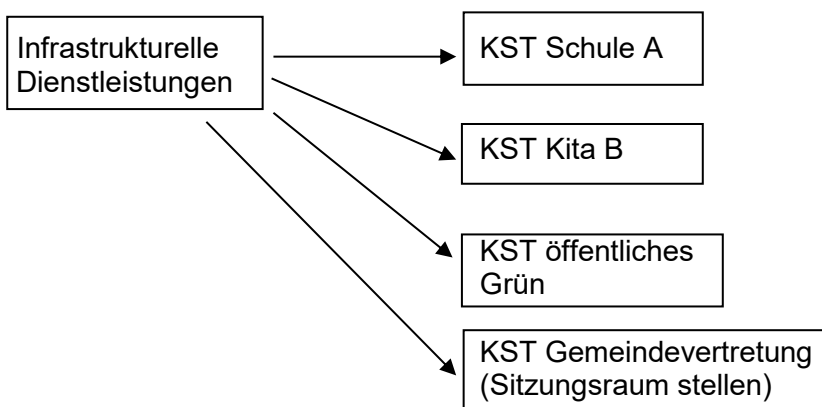 Infrastrukturelle
Dienstleistungen
KST Schule A
KST Kita B
KST öffentliches
Grün
KST Gemeindevertretung
(Sitzungsraum stellen)